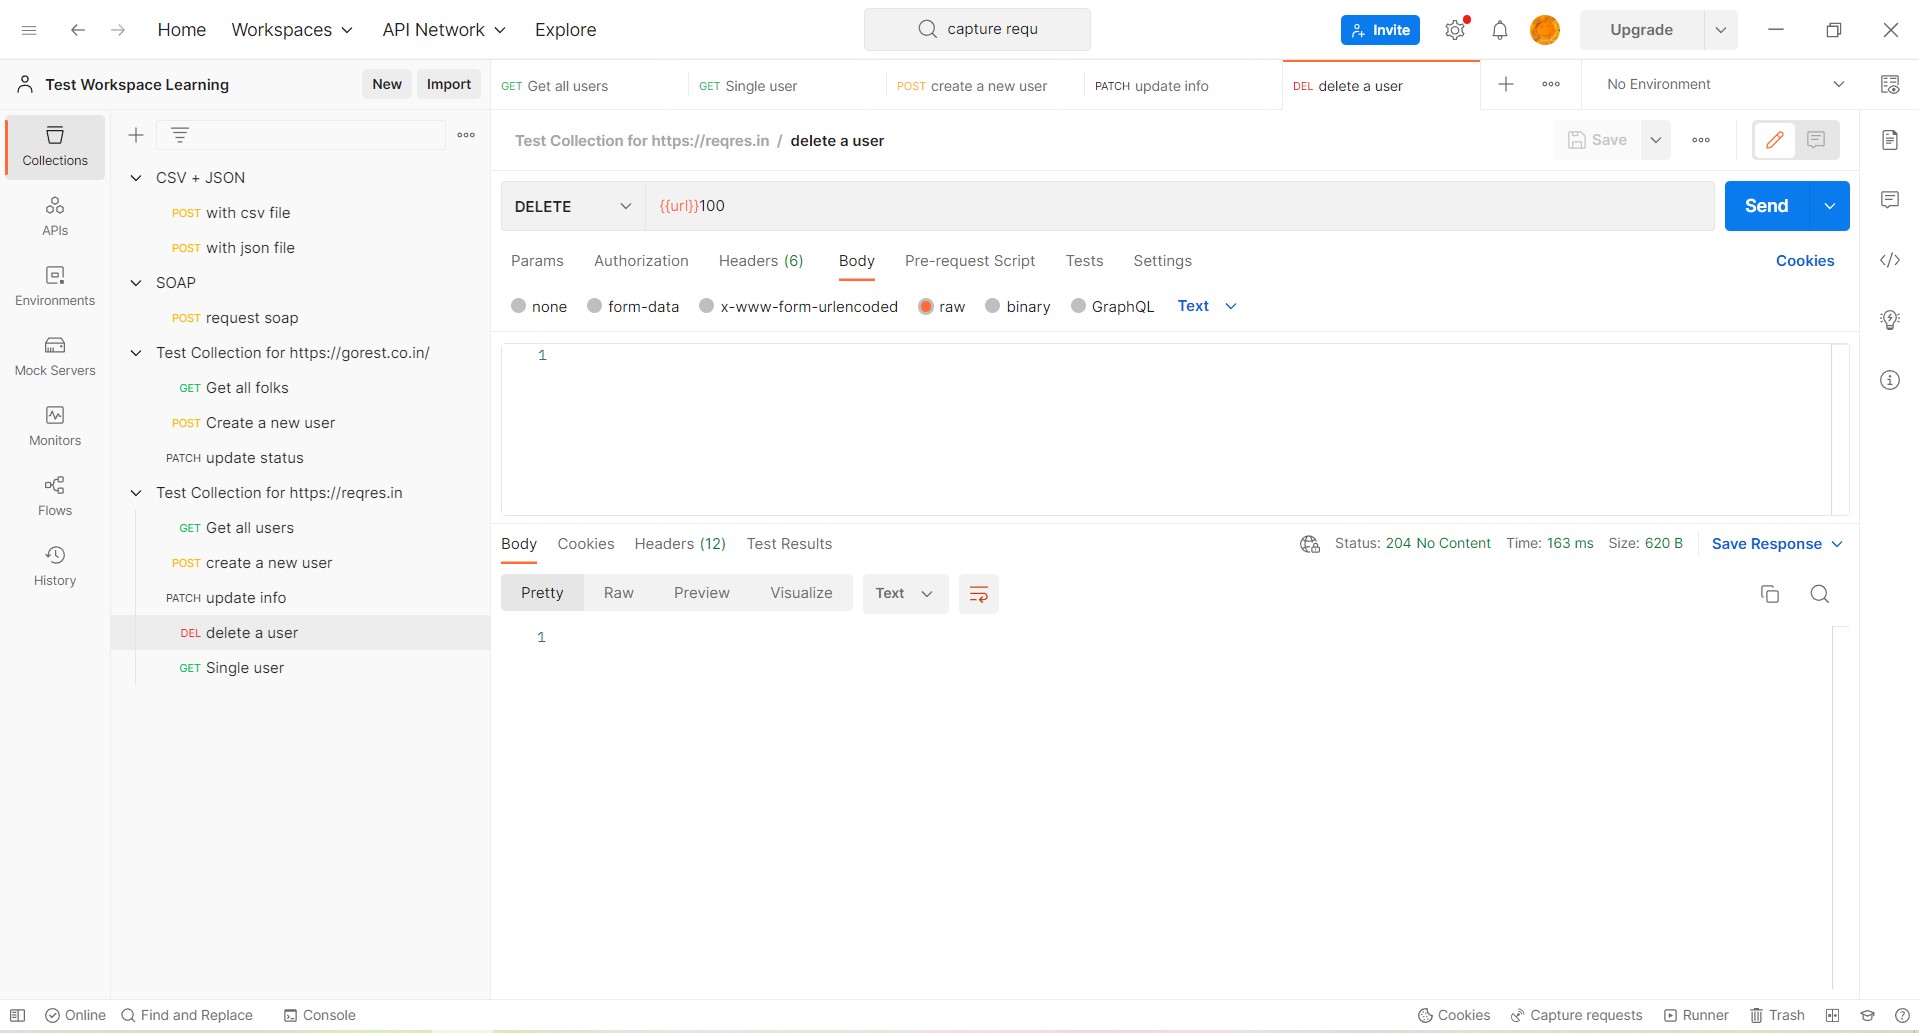 Home Workspaces API Network Explore capture requ Invite Upgrade
Test Workspace Learning New Import
GET Get all users GET Single user POST create a new user PATCH update info DEL delete a user No Environment
Collections
APIs
Environments
Mock Servers
Monitors
Flows
History
CSV + JSON
POST with csv file
POST with json file
SOAP
POST request soap
Test Collection for https://gorest.co.in/
GET Get all folks
POST Create a new user
PATCH update status
Test Collection for https://reqres.in
GET Get all users
POST create a new user
PATCH update info
DEL delete a user
GET Single user
Test Collection for https://reqres.in / delete a user Save
DELETE {{url}}100 Send
Params Authorization Headers (6) Body Pre-request Script Tests Settings Cookies
none form-data x-www-form-urlencoded raw binary GraphQL Text
1
Body Cookies Headers (12) Test Results Status: 204 No Content Time: 163 ms Size: 620 B Save Response
Pretty Raw Preview Visualize Text
1
Online Find and Replace Console Cookies Capture requests Runner Trash